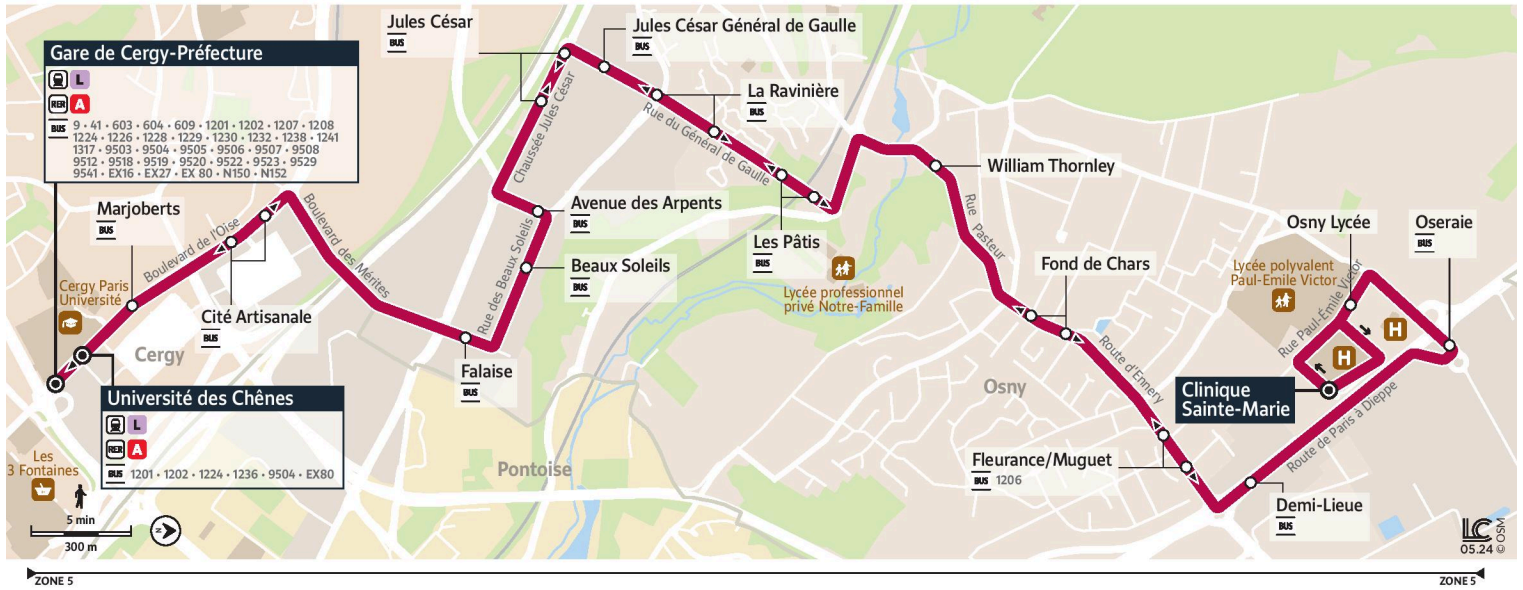 Gare de Cergy-Préfecture
L
RER A
BUS 9 • 41 • 603 • 604 • 609 • 1201 • 1202 • 1207 • 1208
1224 • 1226 • 1228 • 1229 • 1230 • 1232 • 1238 • 1241
1317 • 9503 • 9504 • 9505 • 9506 • 9507 • 9508
9512 • 9518 • 9519 • 9520 • 9522 • 9523 • 9529
9541 • EX16 • EX27 • EX 80 • N150 • N152
Jules César
BUS
Jules César Général de Gaulle
BUS
La Ravinière
BUS
Chaussée Jules César
Rue du Général de Gaulle
William Thornley
Marjoberts
BUS
Boulevard de l'Oise
Boulevard des Mérites
Avenue des Arpents
BUS
Rue des Beaux Soleils
Beaux Soleils
BUS
Les Pâtis
BUS
Rue Pasteur
Osny Lycée
Oseraie
BUS
Cergy Paris
Université
Cité Artisanale
BUS
Lycée professionnel
privé Notre-Famille
Fond de Chars
Lycée polyvalent
Paul-Emile Victor
Rue Paul-Émile Victor
H
H
Cergy
Falaise
BUS
Osny
Route d'Ennery
Clinique
Sainte-Marie
Route de Paris à Dieppe
Université des Chênes
L
RER A
BUS 1201 • 1202 • 1224 • 1236 • 9504 • EX80
Les
3 Fontaines
Pontoise
Fleurance/Muguet
BUS 1206
Demi-Lieue
BUS
5 min
300 m
N
LC
05.24 © OSM
ZONE 5
ZONE 5